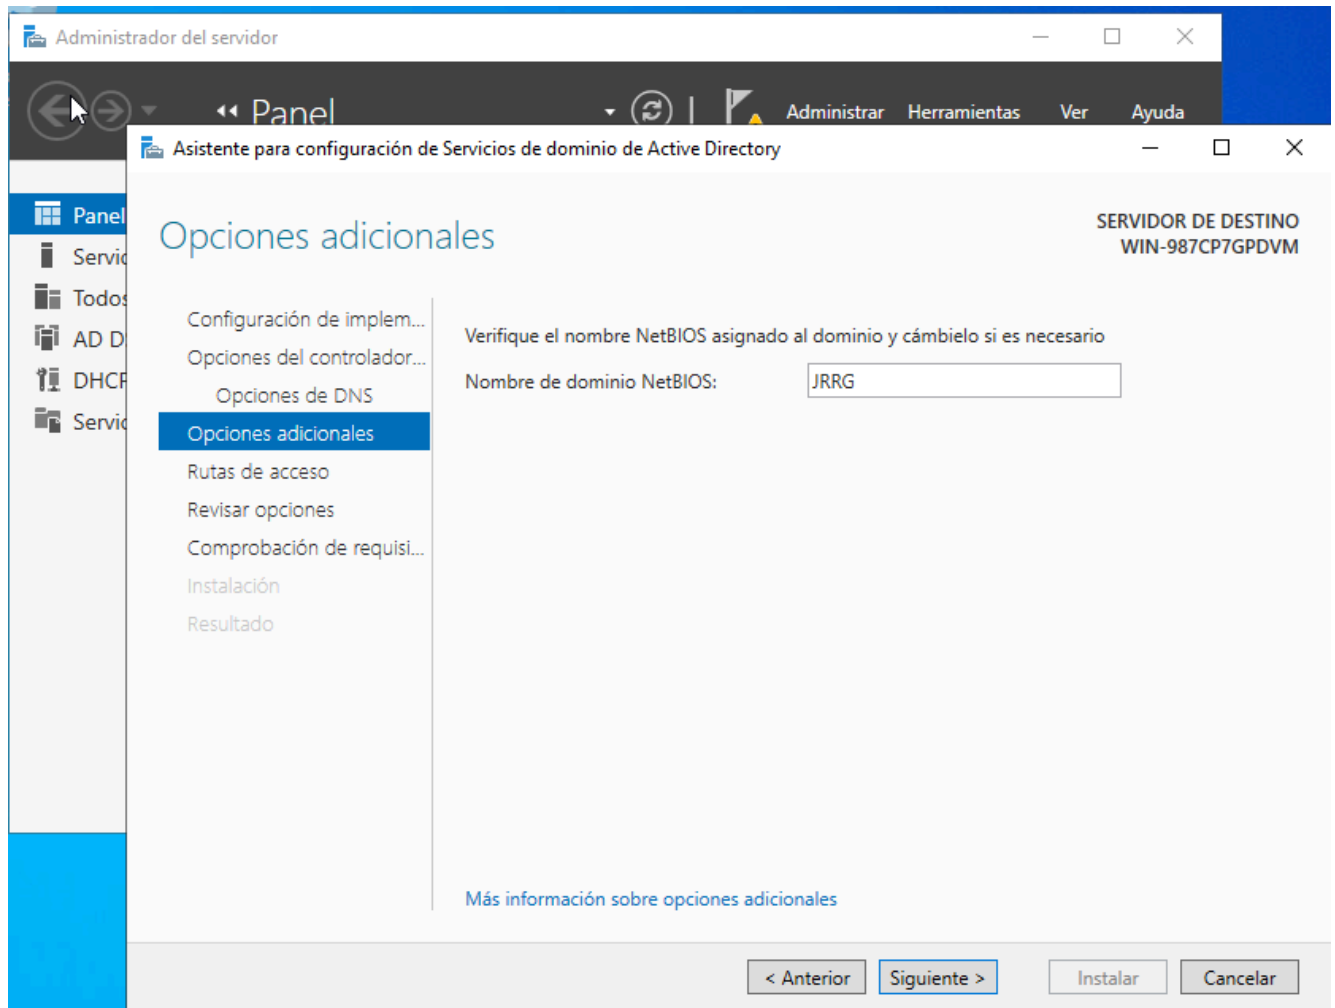 Administrador del servidor
Panel
Administrar Herramientas Ver Ayuda
Asistente para configuración de Servicios de dominio de Active Directory
Panel
Todos
AD
Opciones adicionales
SERVIDOR DE DESTINO
WIN-987CP7GPDVM
Configuración de implem...
Opciones del controlador...
Opciones de DNS
Opciones adicionales
Rutas de acceso
Revisar opciones
Comprobación de requisi...
Instalación
Resultado
Verifique el nombre NetBIOS asignado al dominio y cámbielo si es necesario
Nombre de dominio NetBIOS: JRRG
Más información sobre opciones adicionales
< Anterior Siguiente > Instalar Cancelar